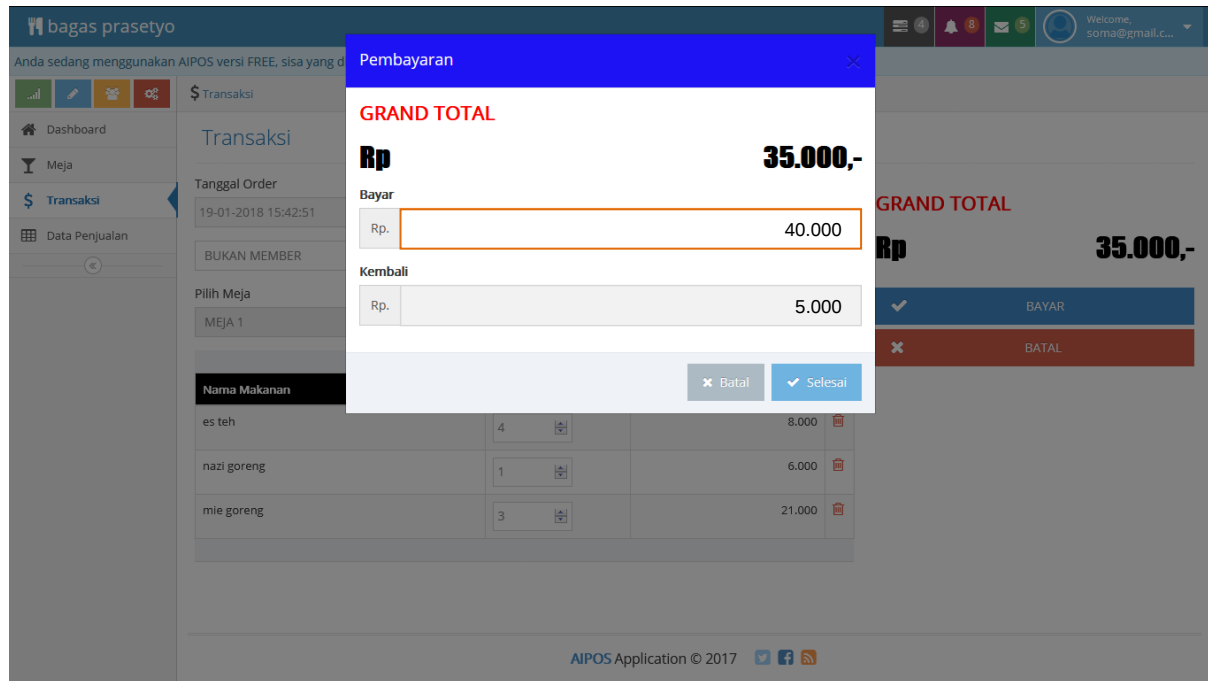 bagas prasetyo
4
8
5
Welcome,
soma@gmail.c...
Anda sedang menggunakan AIPOS versi FREE, sisa yang d
$ Transaksi
Dashboard
Meja
$ Transaksi
Data Penjualan
Transaksi
Tanggal Order
19-01-2018 15:42:51
BUKAN MEMBER
Pilih Meja
MEJA 1
Pembayaran
GRAND TOTAL
Rp 35.000,-
Bayar
Rp. 40.000
Kembali
Rp. 5.000
Batal
Selesai
GRAND TOTAL
Rp 35.000,-
BAYAR
BATAL
Nama Makanan
es teh 4 8.000
nazi goreng 1 6.000
mie goreng 3 21.000
AIPOS Application © 2017